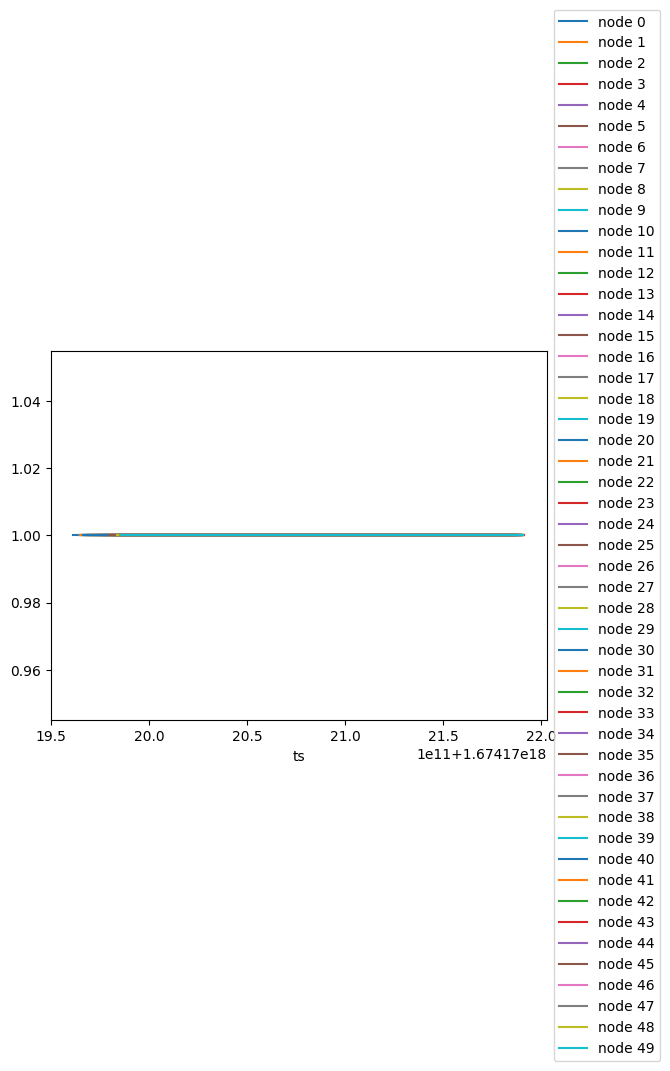 1.04
1.02
1.00
0.98
0.96
19.5 20.0 20.5 21.0 21.5 22.0
ts
1e11+1.67417e18
node 0
node 1
node 2
node 3
node 4
node 5
node 6
node 7
node 8
node 9
node 10
node 11
node 12
node 13
node 14
node 15
node 16
node 17
node 18
node 19
node 20
node 21
node 22
node 23
node 24
node 25
node 26
node 27
node 28
node 29
node 30
node 31
node 32
node 33
node 34
node 35
node 36
node 37
node 38
node 39
node 40
node 41
node 42
node 43
node 44
node 45
node 46
node 47
node 48
node 49